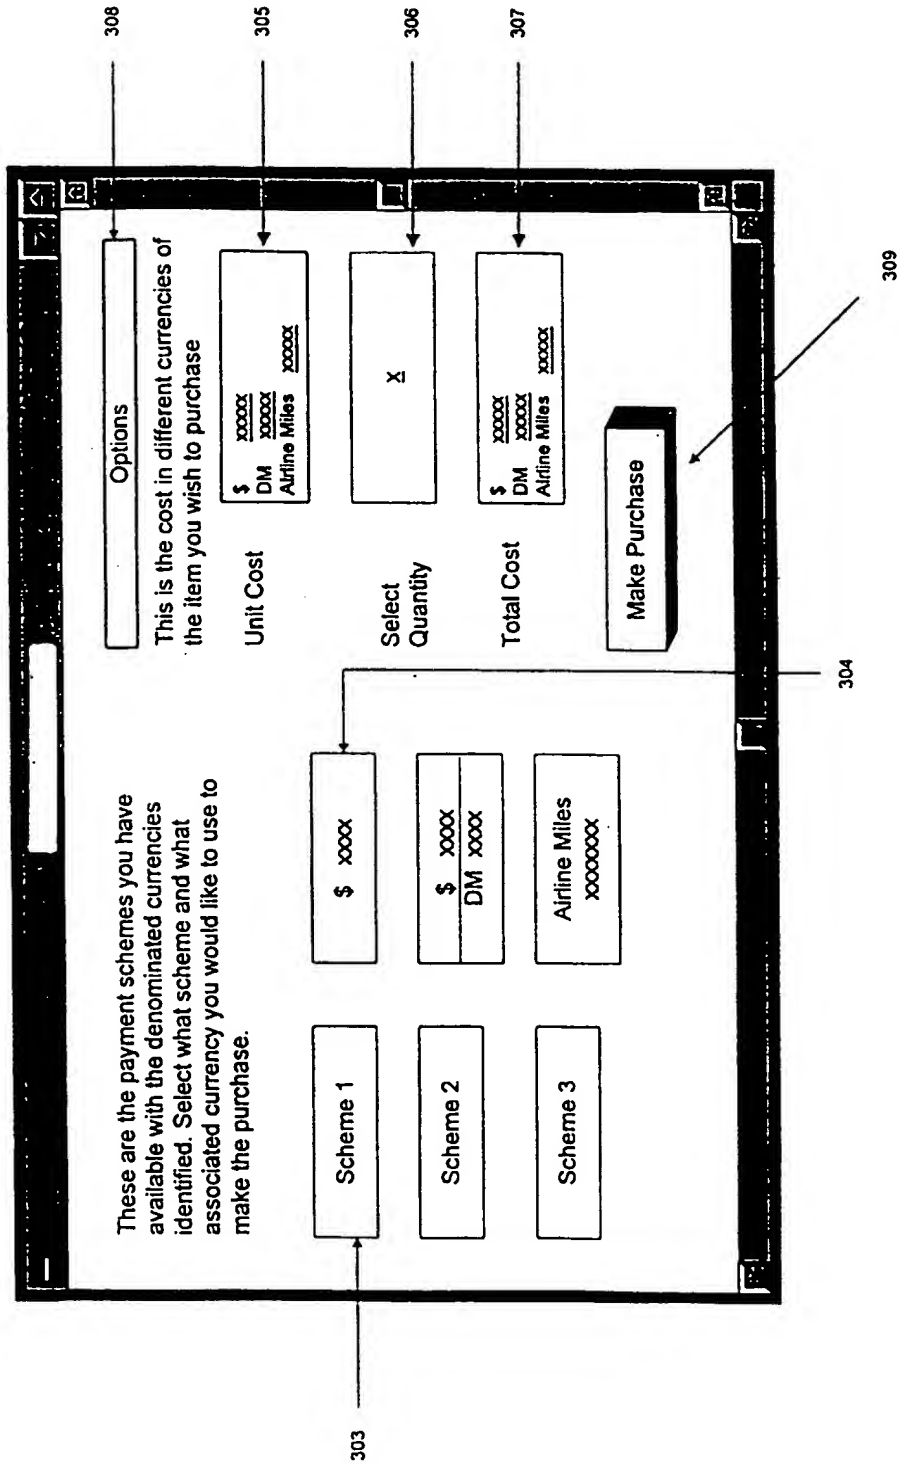 308
305
306
307
Options
This is the cost in different currencies of
the item you wish to purchase
Unit Cost
$ xxxxx
DM xxxxx
Airline Miles xxxxx
Select
Quantity
x
Total Cost
$ xxxxx
DM xxxxx
Airline Miles xxxxx
Make Purchase
309
These are the payment schemes you have
available with the denominated currencies
identified. Select what scheme and what
associated currency you would like to use to
make the purchase.
Scheme 1
$ xxxx
Scheme 2
$ xxxx
DM xxxx
Scheme 3
Airline Miles
xxxxxxx
303
304